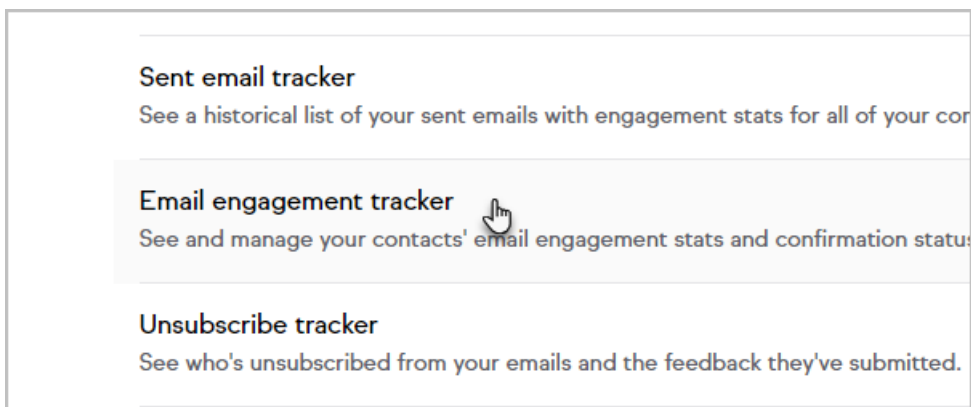 Sent email tracker
See a historical list of your sent emails with engagement stats for all of your
Email engagement tracker
See and manage your contacts' email engagement stats and confirmation
Unsubscribe tracker
See who's unsubscribed from your emails and the feedback they've submitted.